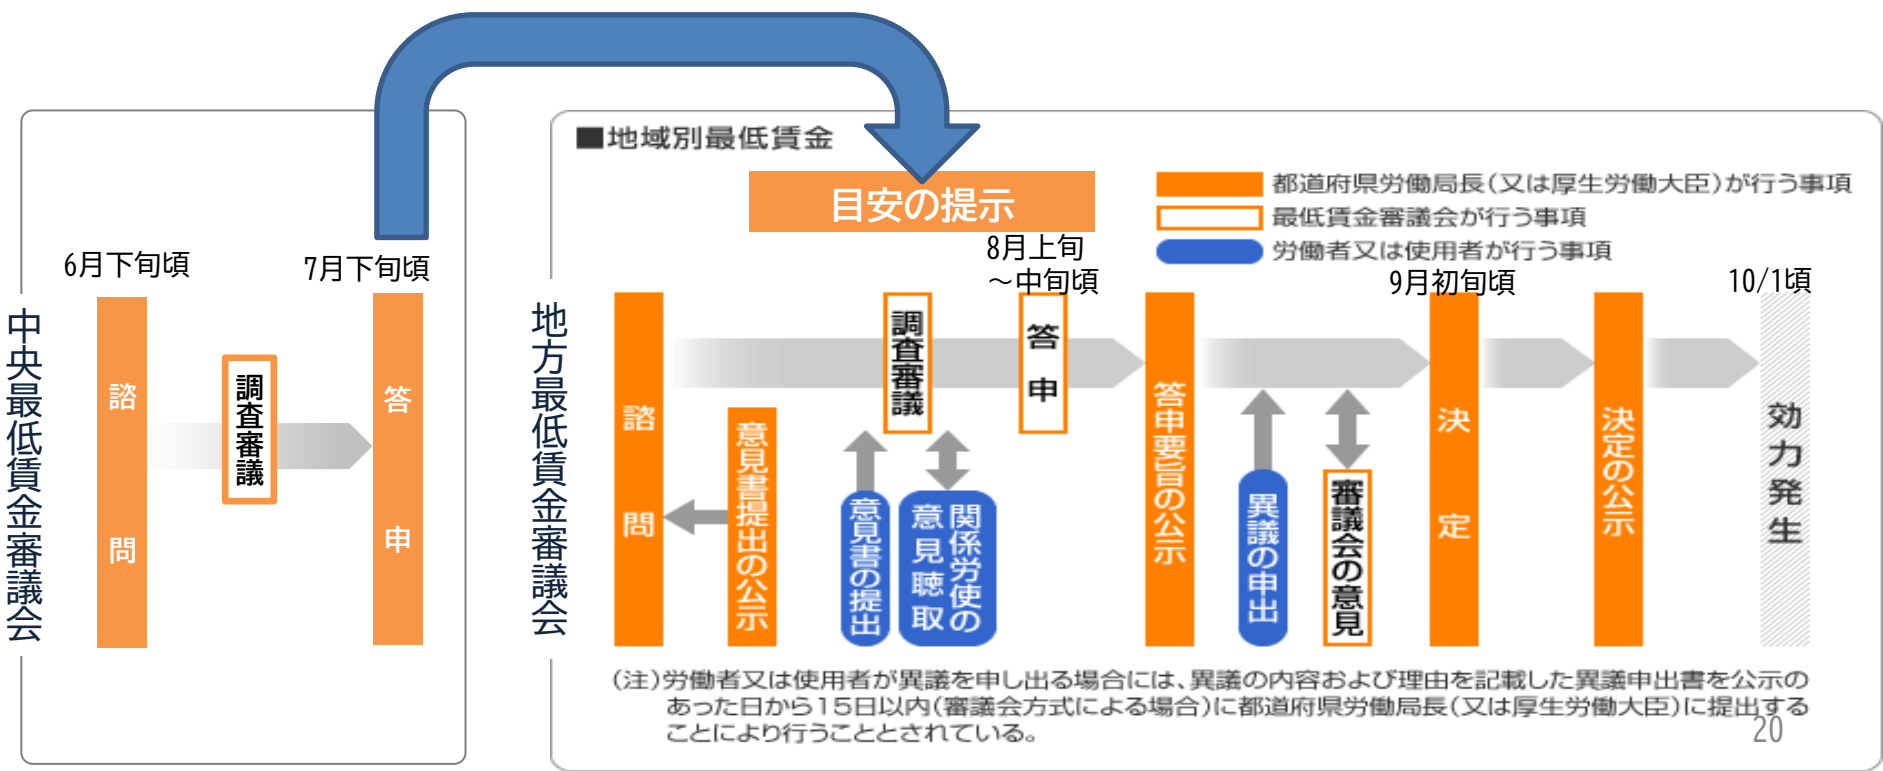 中央最低賃金審議会
6月下旬頃
諮問
調査審議
7月下旬頃
答申
地方最低賃金審議会
■地域別最低賃金
目安の提示
都道府県労働局長(又は厚生労働大臣)が行う事項
最低賃金審議会が行う事項
労働者又は使用者が行う事項
諮問
意見書提出の公示
意見書の提出
調査審議
関係労使の
意見聴取
8月上旬
～中旬頃
答申
答申要旨の公示
異議の申出
審議会の意見
9月初旬頃
決定
決定の公示
10/1頃
効力発生
(注)労働者又は使用者が異議を申し出る場合には、異議の内容および理由を記載した異議申出書を公示の
あった日から15日以内(審議会方式による場合)に都道府県労働局長(又は厚生労働大臣)に提出する
ことにより行うこととされている。
20